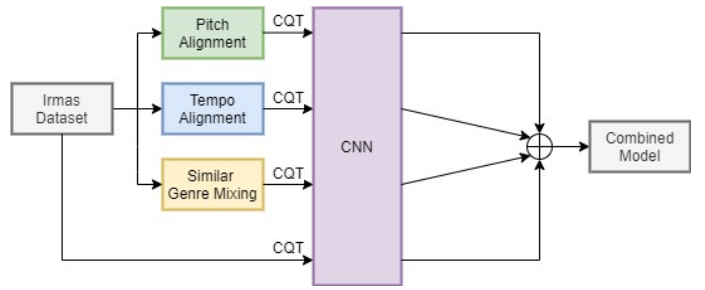 Irmas
Dataset
Pitch
Alignment
Tempo
Alignment
Similar
Genre Mixing
CQT
CQT
CQT
CQT
CNN
Combined
Model